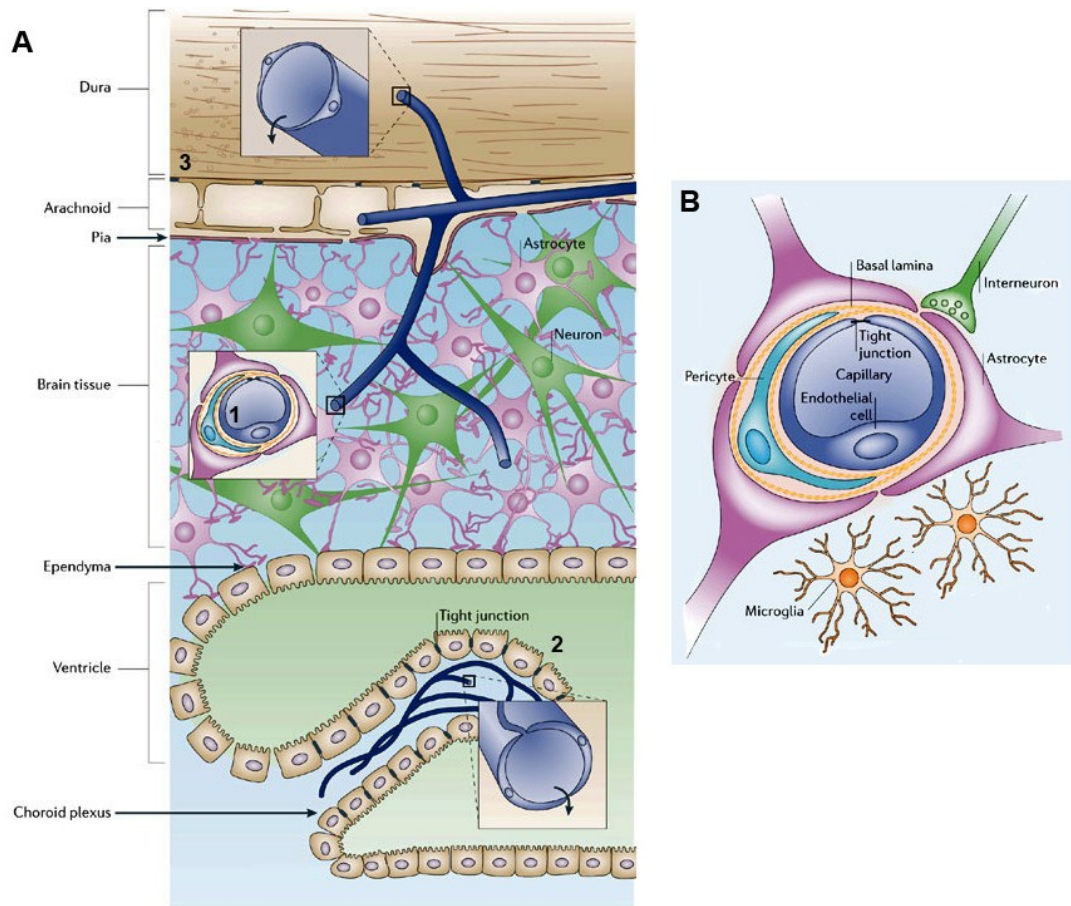 A
Dura
3
Arachnoid
Pia
Astrocyte
Neuron
Brain tissue
1
Ependyma
Tight junction
2
Ventricle
Choroid plexus
B
Basal lamina
Interneuron
Tight
junction
Astrocyte
Pericyte
Capillary
Endothelial
cell
Microglia